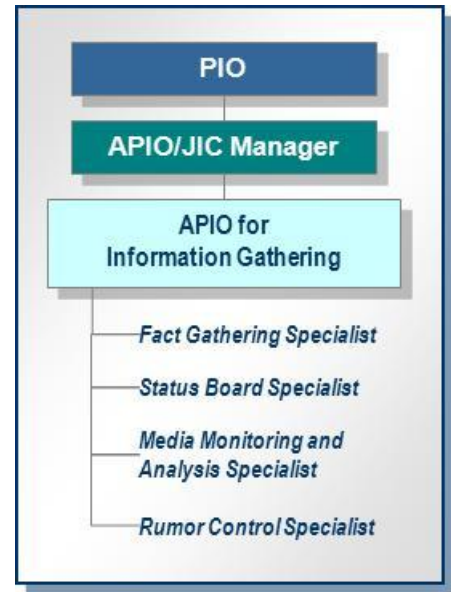 PIO
APIO/JIC Manager
APIO for
Information Gathering
Fact Gathering Specialist
Status Board Specialist
Media Monitoring and
Analysis Specialist
Rumor Control Specialist